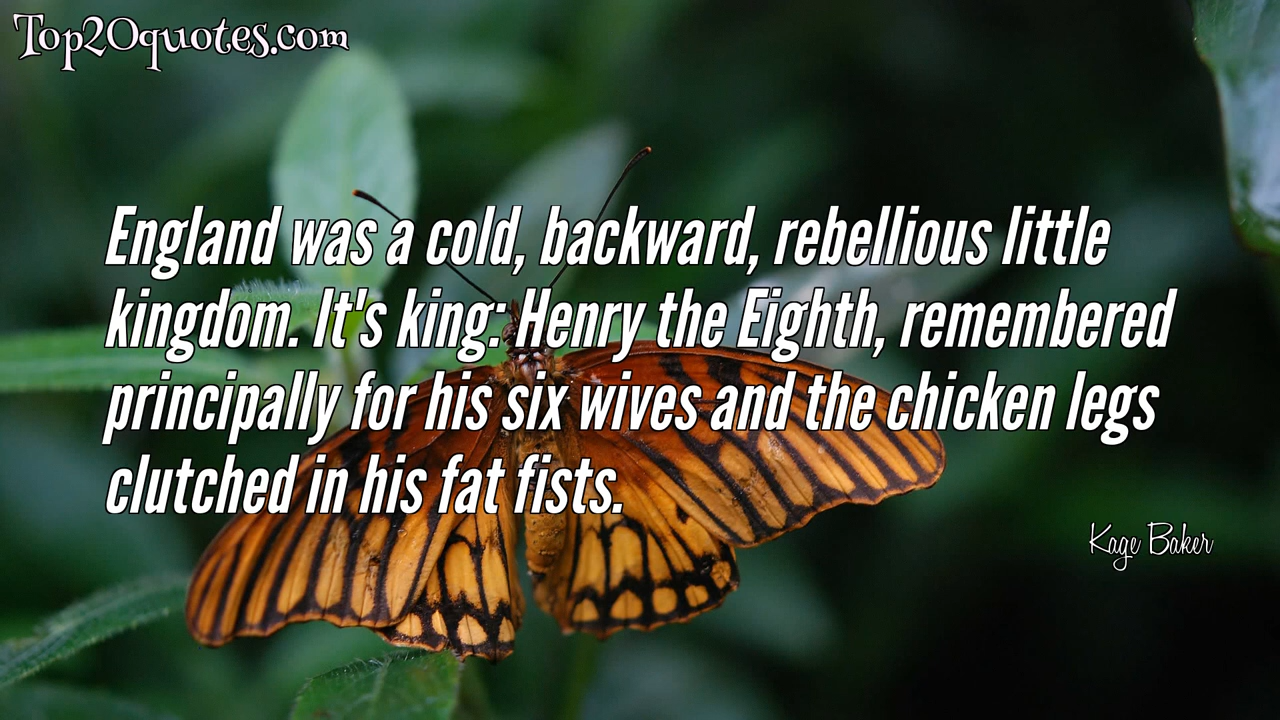 Top20quotes.com
England was a cold, backward, rebellious little
kingdom. It's king: Henry the Eighth, remembered
principally for his six wives and the chicken legs
clutched in his fat fists.
Kage Baker